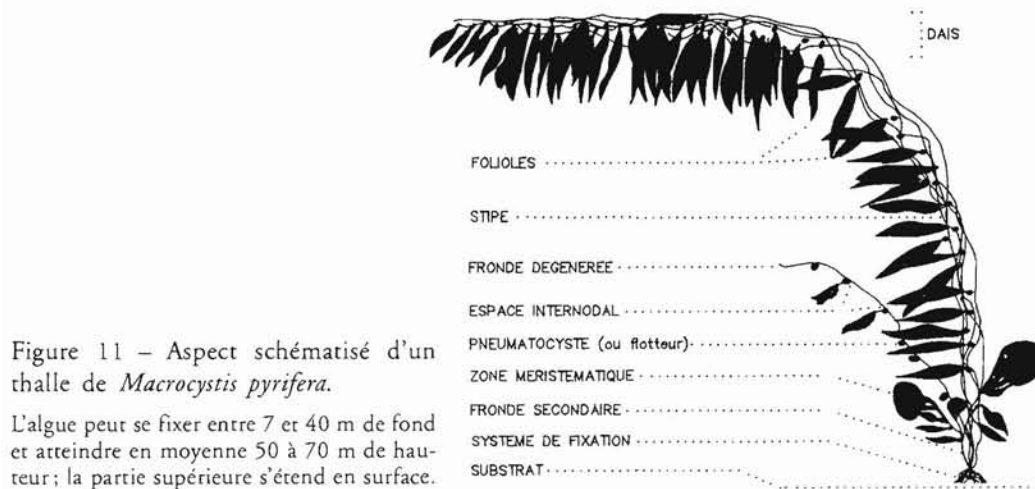 DAIS
FOLIOLES
STIPE
FRONDE DEGENEREE
ESPACE INTERNODAL
PNEUMATOCYSTE (ou flotteur)
ZONE MERISTEMATIQUE
FRONDE SECONDAIRE
SYSTEME DE FIXATION
SUBSTRAT
Figure 11 – Aspect schématisé d'un
thalle de Macrocystis pyrifera.
L'algue peut se fixer entre 7 et 40 m de fond
et atteindre en moyenne 50 à 70 m de hau-
teur ; la partie supérieure s'étend en surface.